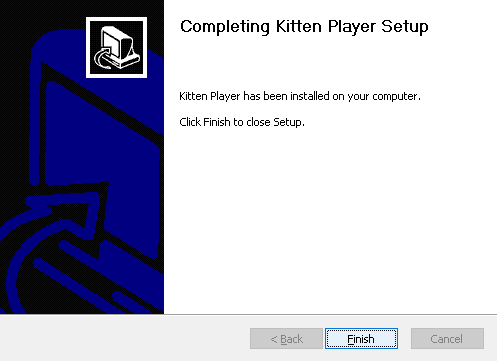 Completing Kitten Player Setup
Kitten Player has been installed on your computer.
Click Finish to close Setup.
< Back
Finish
Cancel